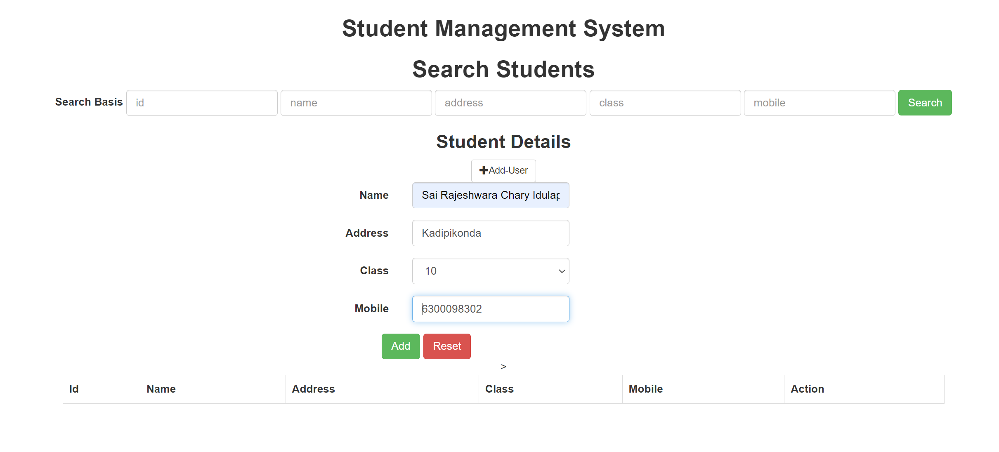 Student Management System
Search Students
Search Basis id name address class mobile Search
Student Details
Add-User
Name Sai Rajeshwara Chary Idulap
Address Kadipikonda
Class 10
Mobile 6300098302
Add Reset
>
Id Name Address Class Mobile Action